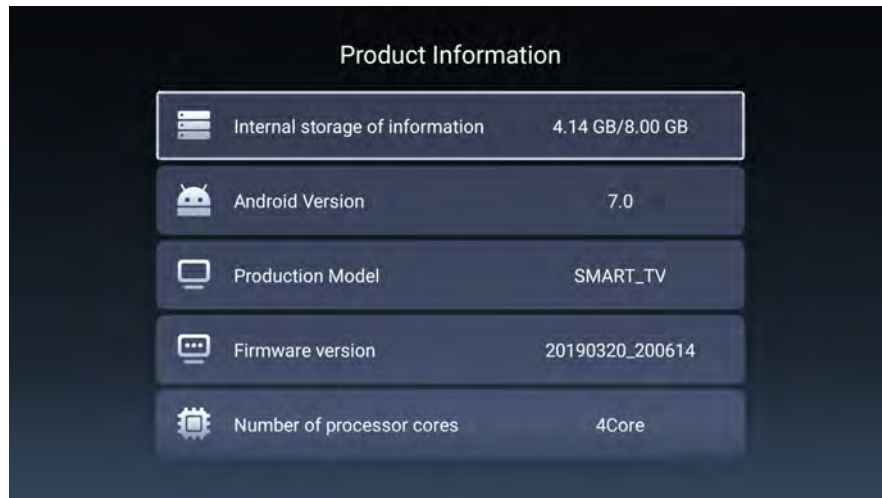 Product Information
Internal storage of information 4.14 GB/8.00 GB
Android Version 7.0
Production Model SMART_TV
Firmware version 20190320_200614
Number of processor cores 4Core